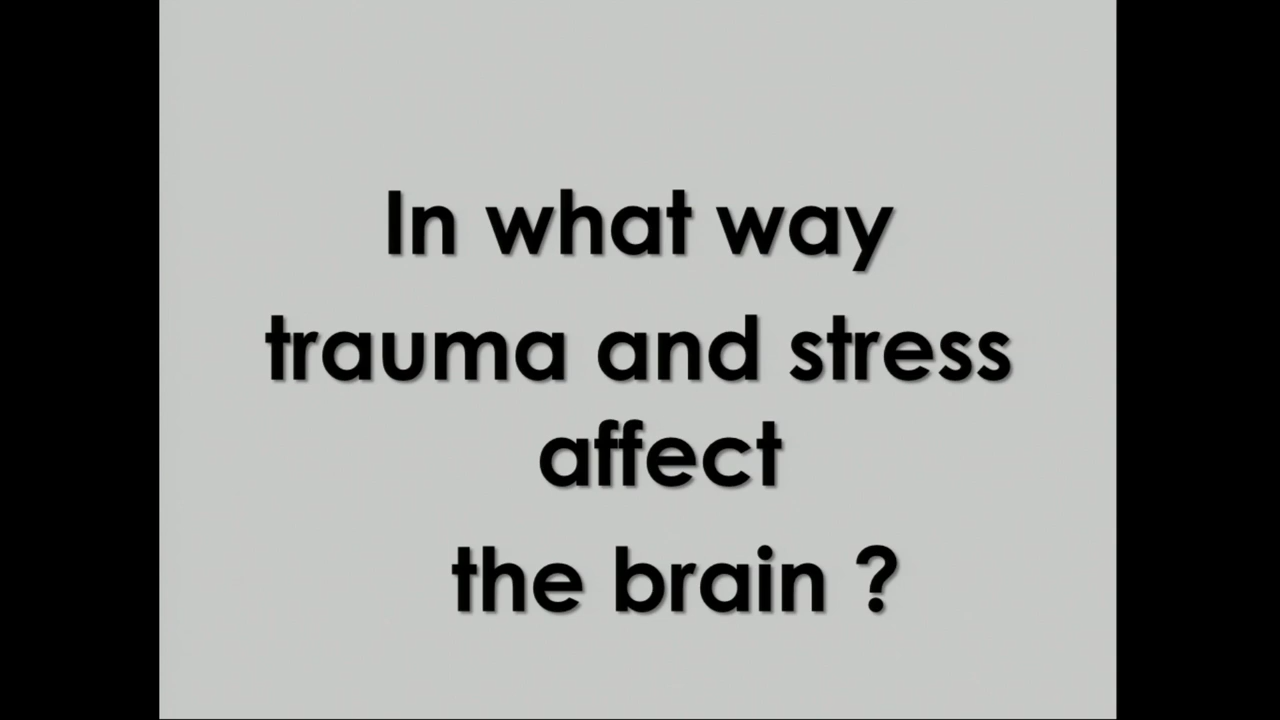 In what way
trauma and stress
affect
the brain ?